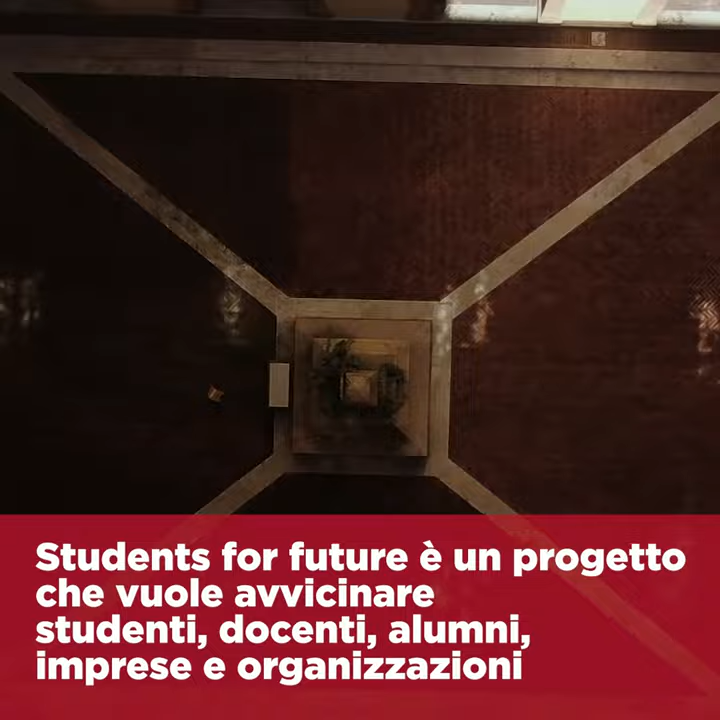 Students for future è un progetto
che vuole avvicinare
studenti, docenti, alumni,
imprese e organizzazioni